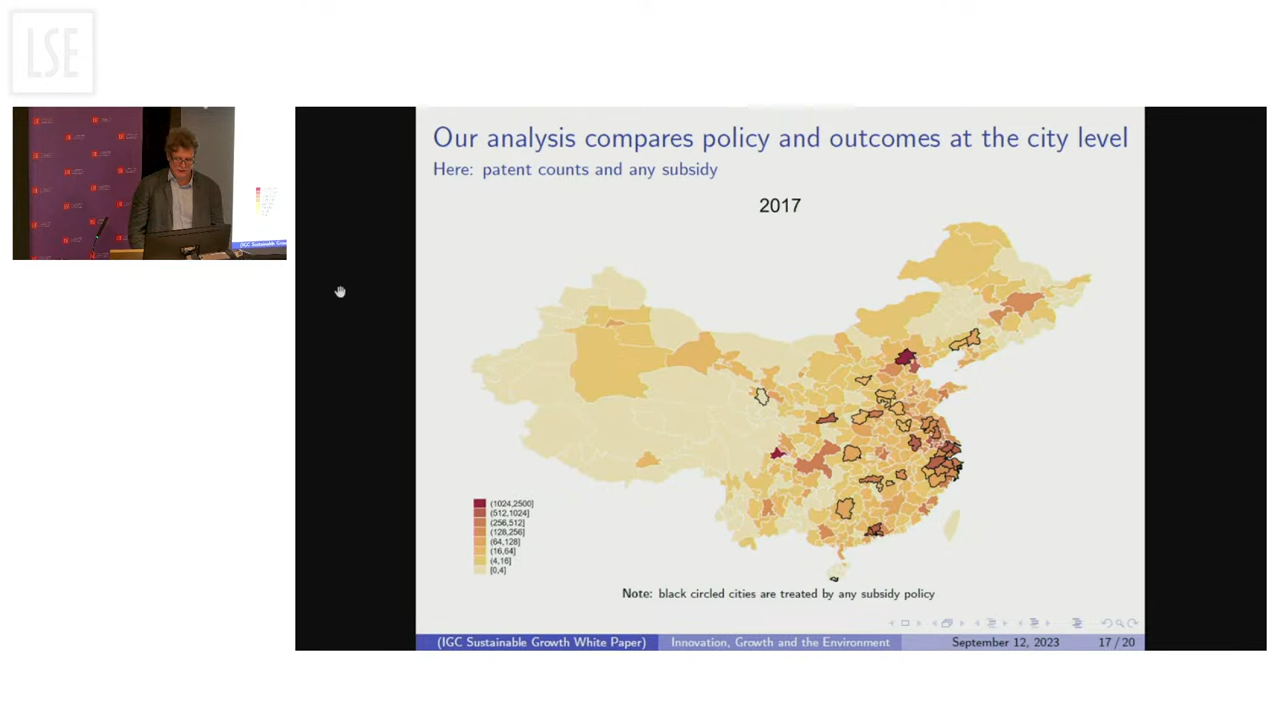 LSE
Our analysis compares policy and outcomes at the city level
Here: patent counts and any subsidy
2017
(1024,2500]
(512,1024]
(256,512]
(128,256]
(64,128]
(16,64]
(4,16]
[0,4]
Note: black circled cities are treated by any subsidy policy
(IGC Sustainable Growth White Paper)
Innovation, Growth and the Environment
September 12, 2023
17 / 20
(IGC Sustainable Grow